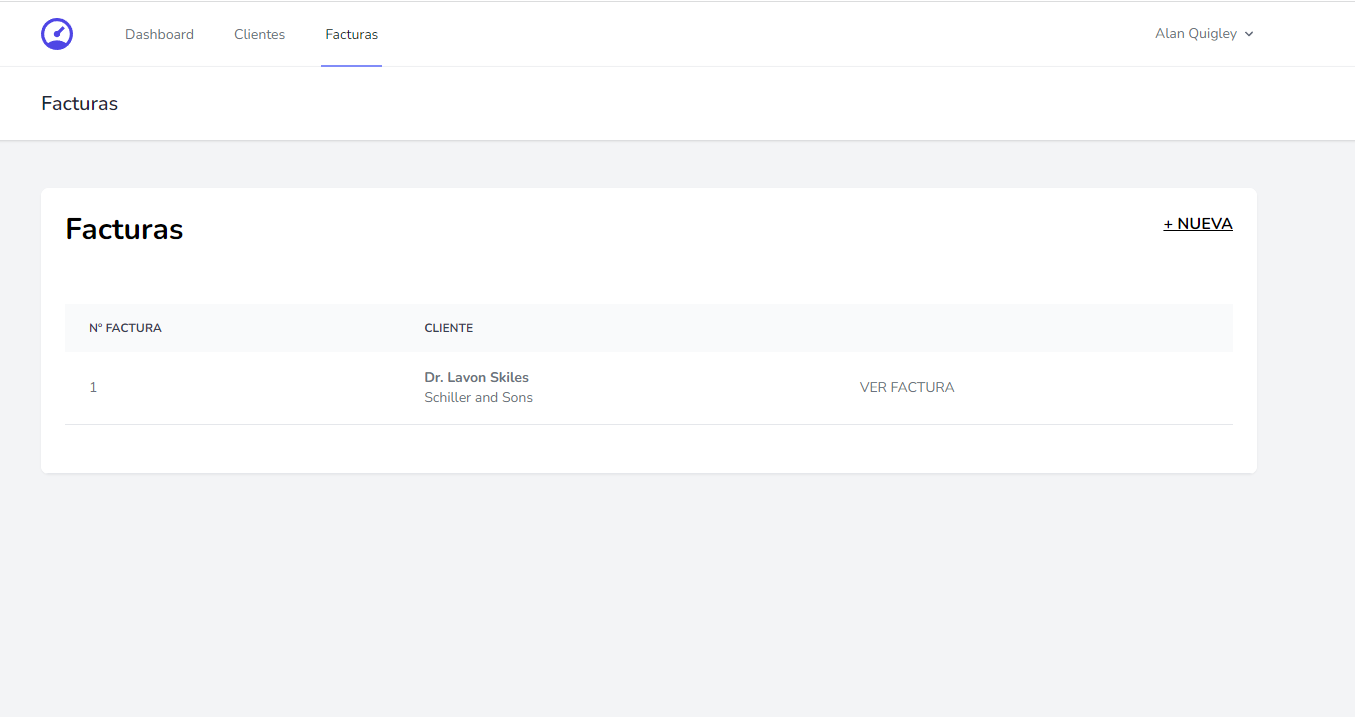 Dashboard Clientes Facturas Alan Quigley
Facturas
Facturas + NUEVA
Nº FACTURA CLIENTE
1 Dr. Lavon Skiles VER FACTURA
Schiller and Sons